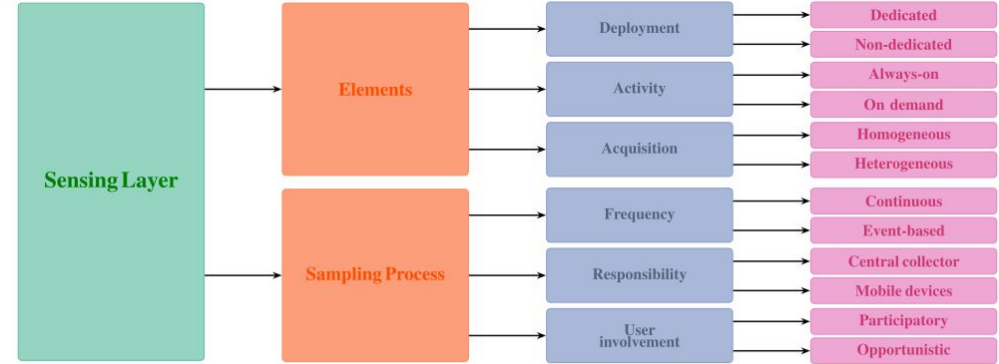 Sensing Layer
Elements
Deployment
Dedicated
Non-dedicated
Activity
Always-on
On demand
Acquisition
Homogeneous
Heterogeneous
Sampling Process
Frequency
Continuous
Event-based
Responsibility
Central collector
Mobile devices
User
involvement
Participatory
Opportunistic